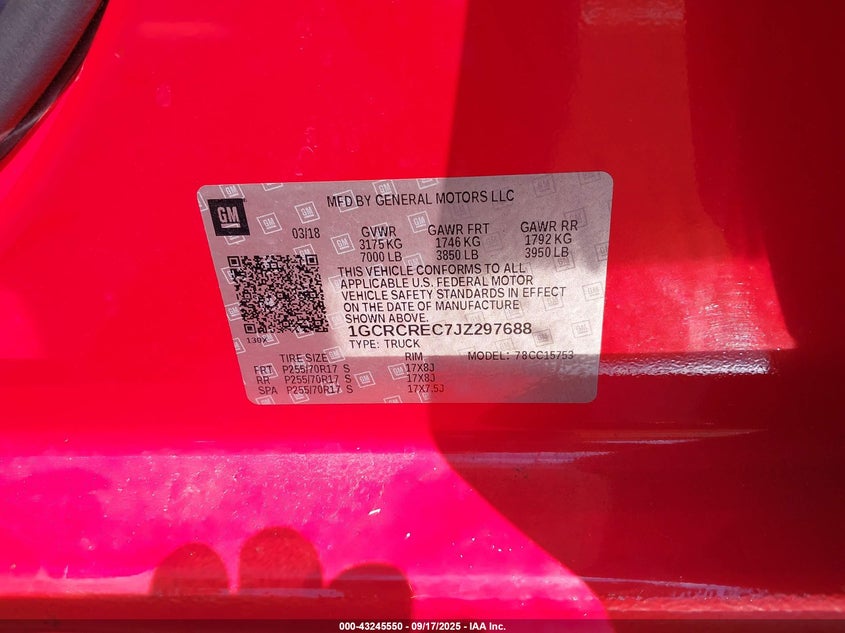 GM
MFD BY GENERAL MOTORS LLC
03/18 GVWR GAWR FRT GAWR RR
3175 KG 1746 KG 1792 KG
7000 LB 3850 LB 3950 LB
THIS VEHICLE CONFORMS TO ALL
APPLICABLE U.S. FEDERAL MOTOR
VEHICLE SAFETY STANDARDS IN EFFECT
ON THE DATE OF MANUFACTURE
SHOWN ABOVE.
1GCRCREC7JZ297688
130X TYPE: TRUCK
TIRE SIZE RIM MODEL: 78CC15753
FRT P255/70R17 S 17X8J
RR P255/70R17 S 17X8J
SPA P255/70R17 S 17X7.5J
000-43245550 - 09/17/2025 - IAA Inc.